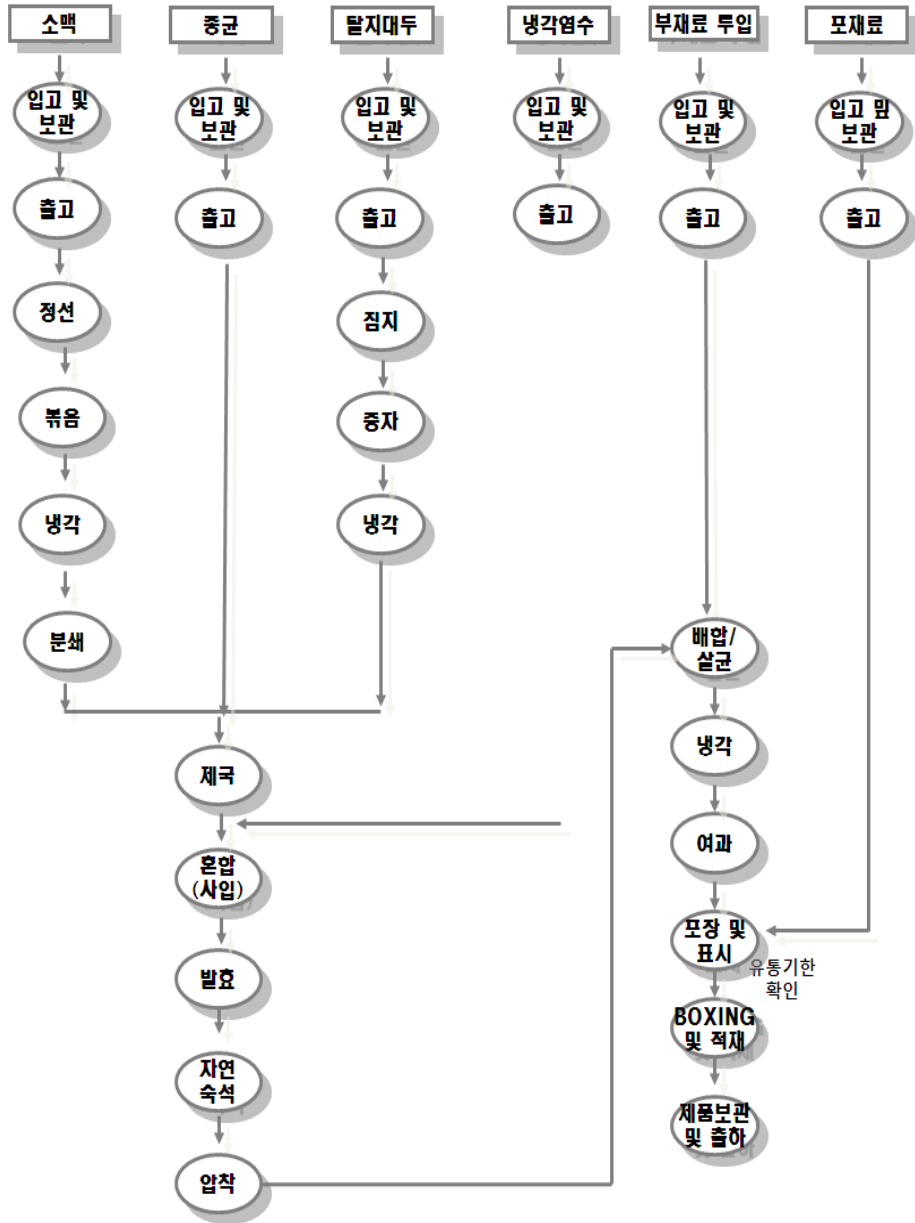 소맥
종균
탈지대두
냉각염수
부재료 투입
포재료
입고 및
보관
입고 및
보관
입고 및
보관
입고 및
보관
입고 및
보관
입고 밑
보관
출고
출고
출고
출고
출고
출고
정선
짐지
볶음
중자
냉각
냉각
분쇄
배합/
살균
제국
냉각
혼합
(사입)
여과
발효
포장 및
표시
유통기한
확인
자연
숙석
BOXING
및 적재
압착
제품보관
및 출하